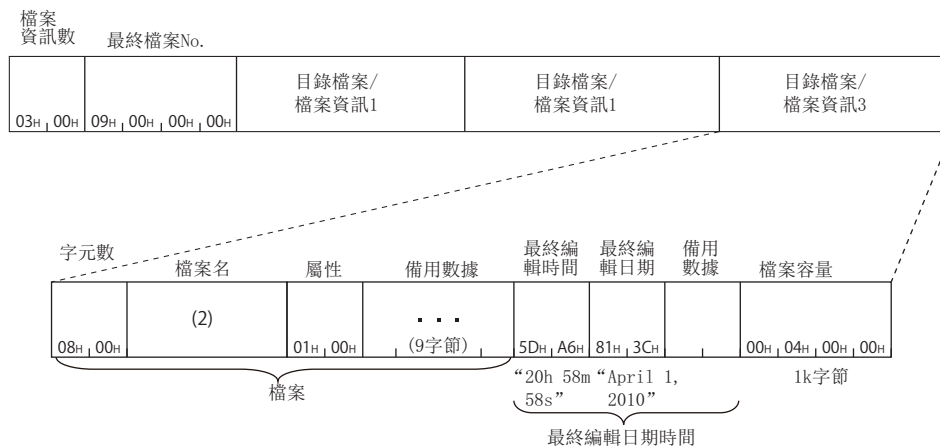 檔案
資訊數
最終檔案No.
目錄檔案/
檔案資訊1
目錄檔案/
檔案資訊1
目錄檔案/
檔案資訊3
03H 00H 09H 00H 00H 00H
字元數
檔案名
屬性
備用數據
最終編
輯時間
最終編
輯日期
備用
數據
檔案容量
(2)
...
08H 00H
01H 00H
(9字節)
5DH A6H
81H 3CH
00H 04H 00H 00H
檔案
“20h 58m
58s”
“April 1,
2010”
1k字節
最終編輯日期時間